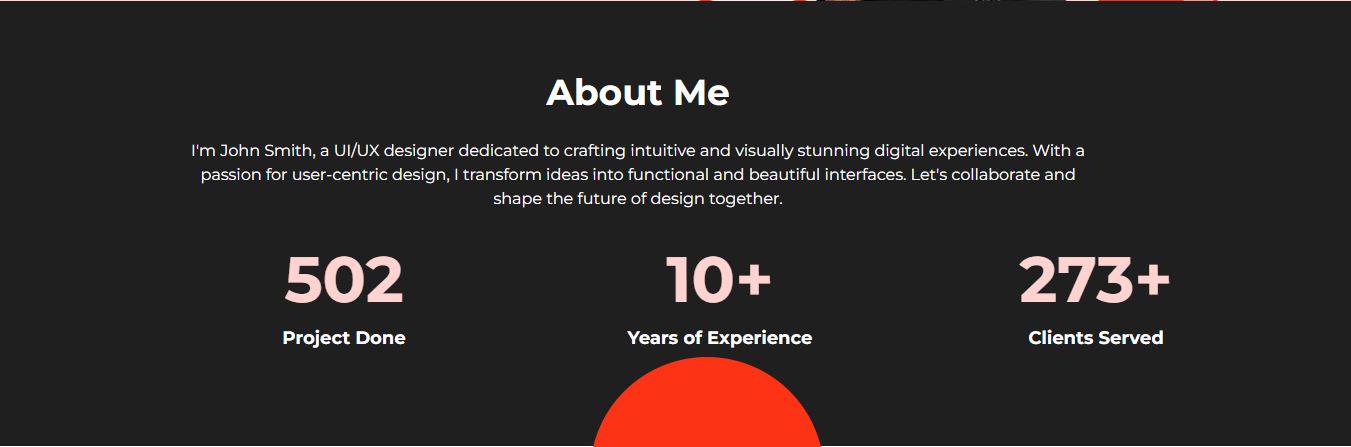 About Me
I'm John Smith, a UI/UX designer dedicated to crafting intuitive and visually stunning digital experiences. With a
passion for user-centric design, I transform ideas into functional and beautiful interfaces. Let's collaborate and
shape the future of design together.
502
10+
273+
Project Done
Years of Experience
Clients Served